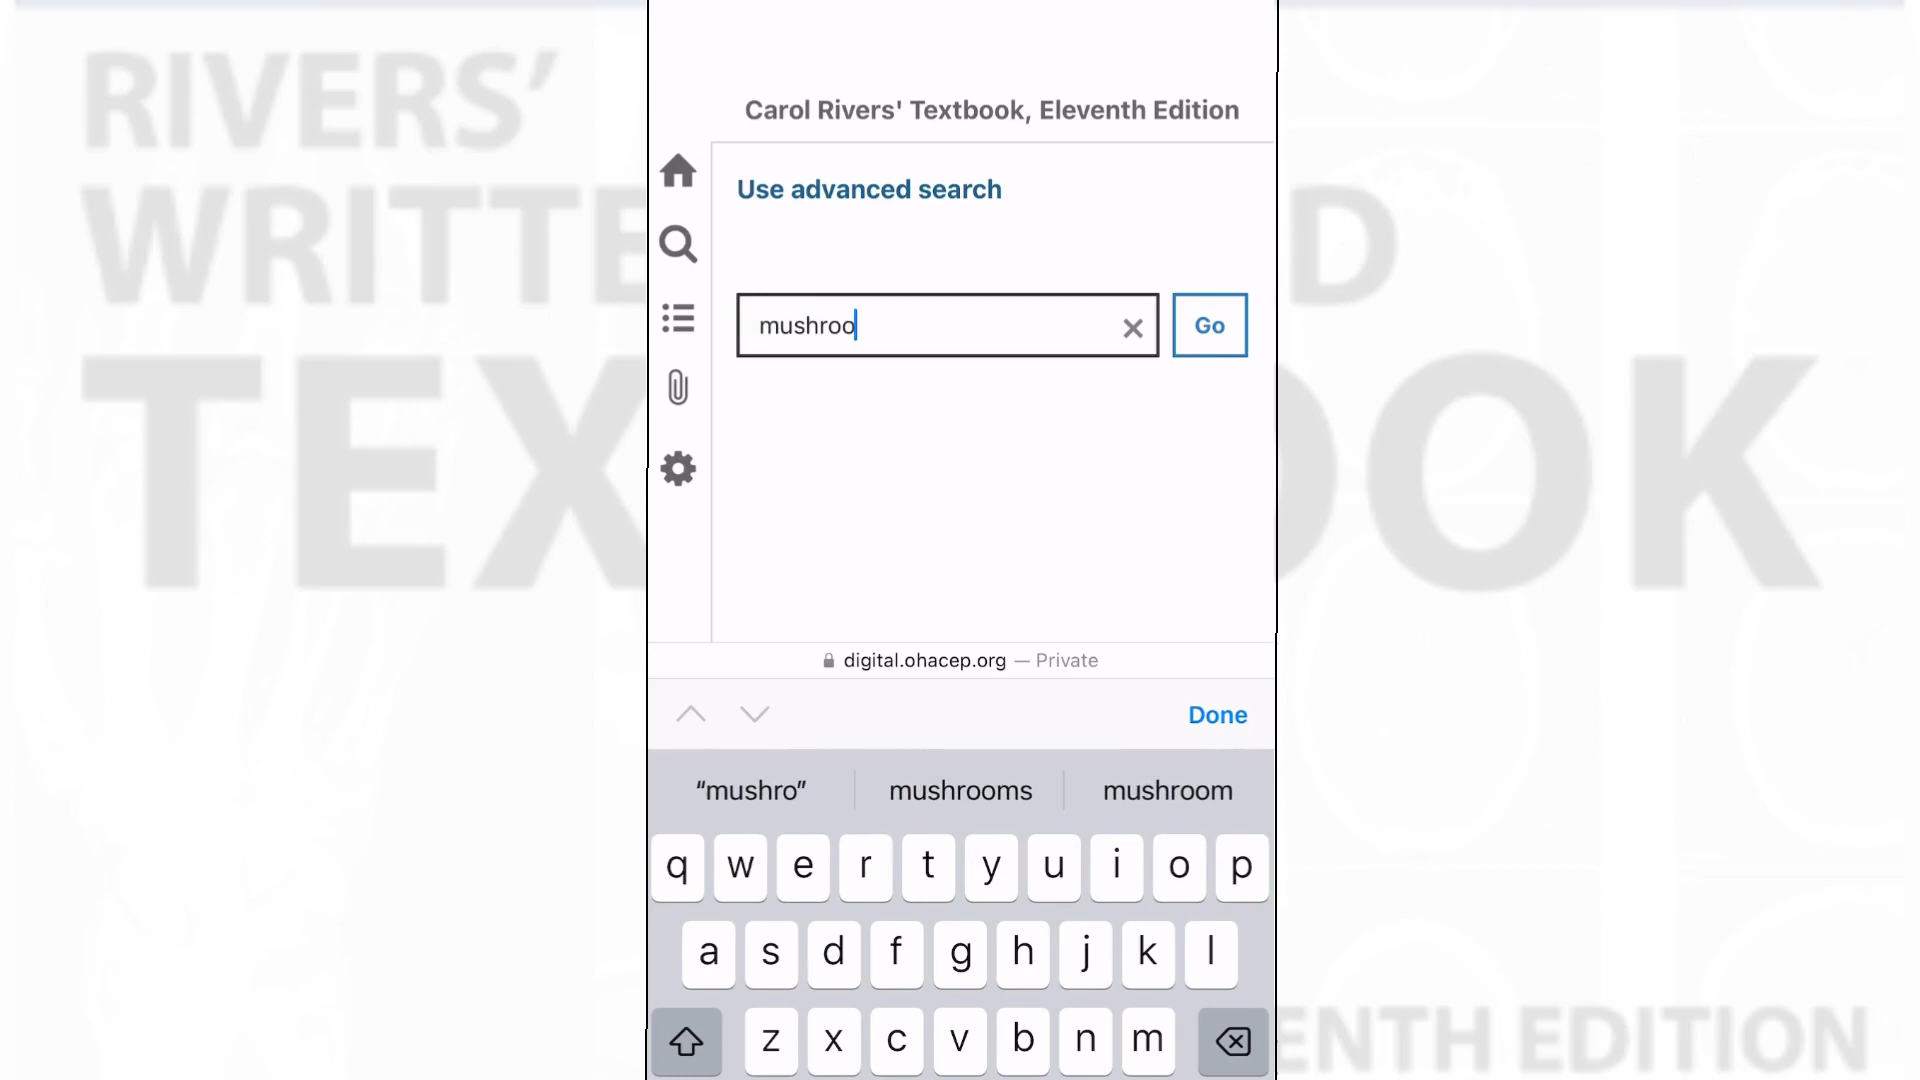 RIVERS’
WRITTE
D
TEX
OOK
ENTH EDITION
Carol Rivers' Textbook, Eleventh Edition
Use advanced search
mushroo
Go
digital.ohacep.org — Private
Done
“mushro” mushrooms mushroom
q w e r t y u i o p
a s d f g h j k l
z x c v b n m